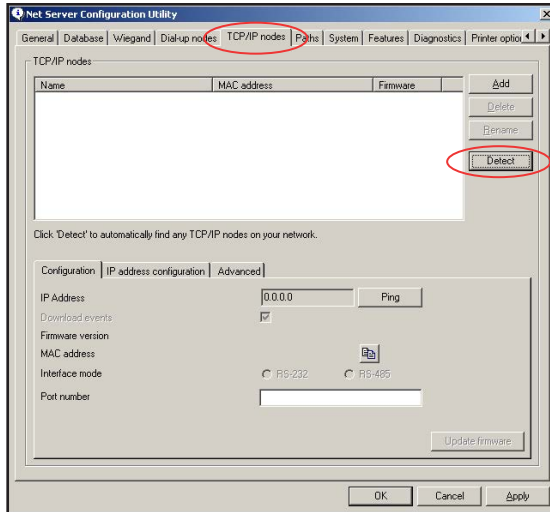 Net Server Configuration Utility
General Database Wiegand Dial-up nodes TCP/IP nodes Paths System Features Diagnostics Printer option
TCP/IP nodes
Name MAC address Firmware
Add
Delete
Rename
Detect
Click 'Detect' to automatically find any TCP/IP nodes on your network.
Configuration IP address configuration Advanced
IP Address 0.0.0.0 Ping
Download events
Firmware version
MAC address
Interface mode RS-232 RS-485
Port number
Update firmware
OK Cancel Apply